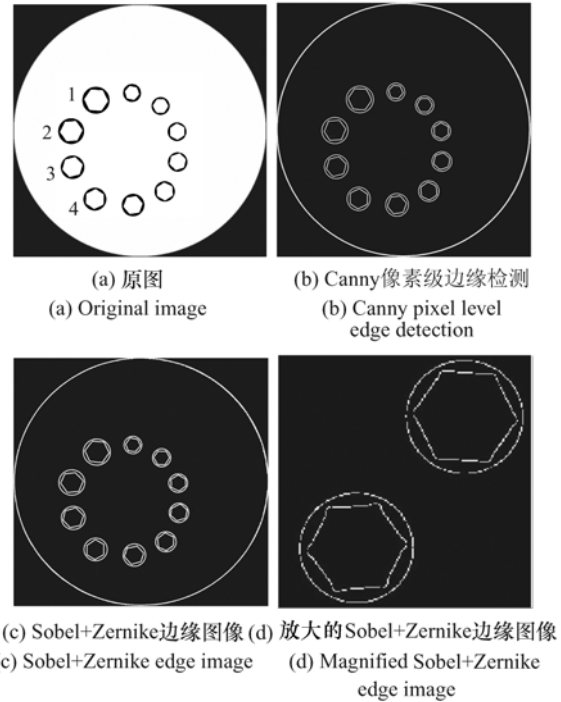 1
2
3
4
(a) 原图
(a) Original image
(b) Canny像素级边缘检测
(b) Canny pixel level
edge detection
(c) Sobel+Zernike边缘图像
c) Sobel+Zernike edge image
(d) 放大的Sobel+Zernike边缘图像
(d) Magnified Sobel+Zernike
edge image